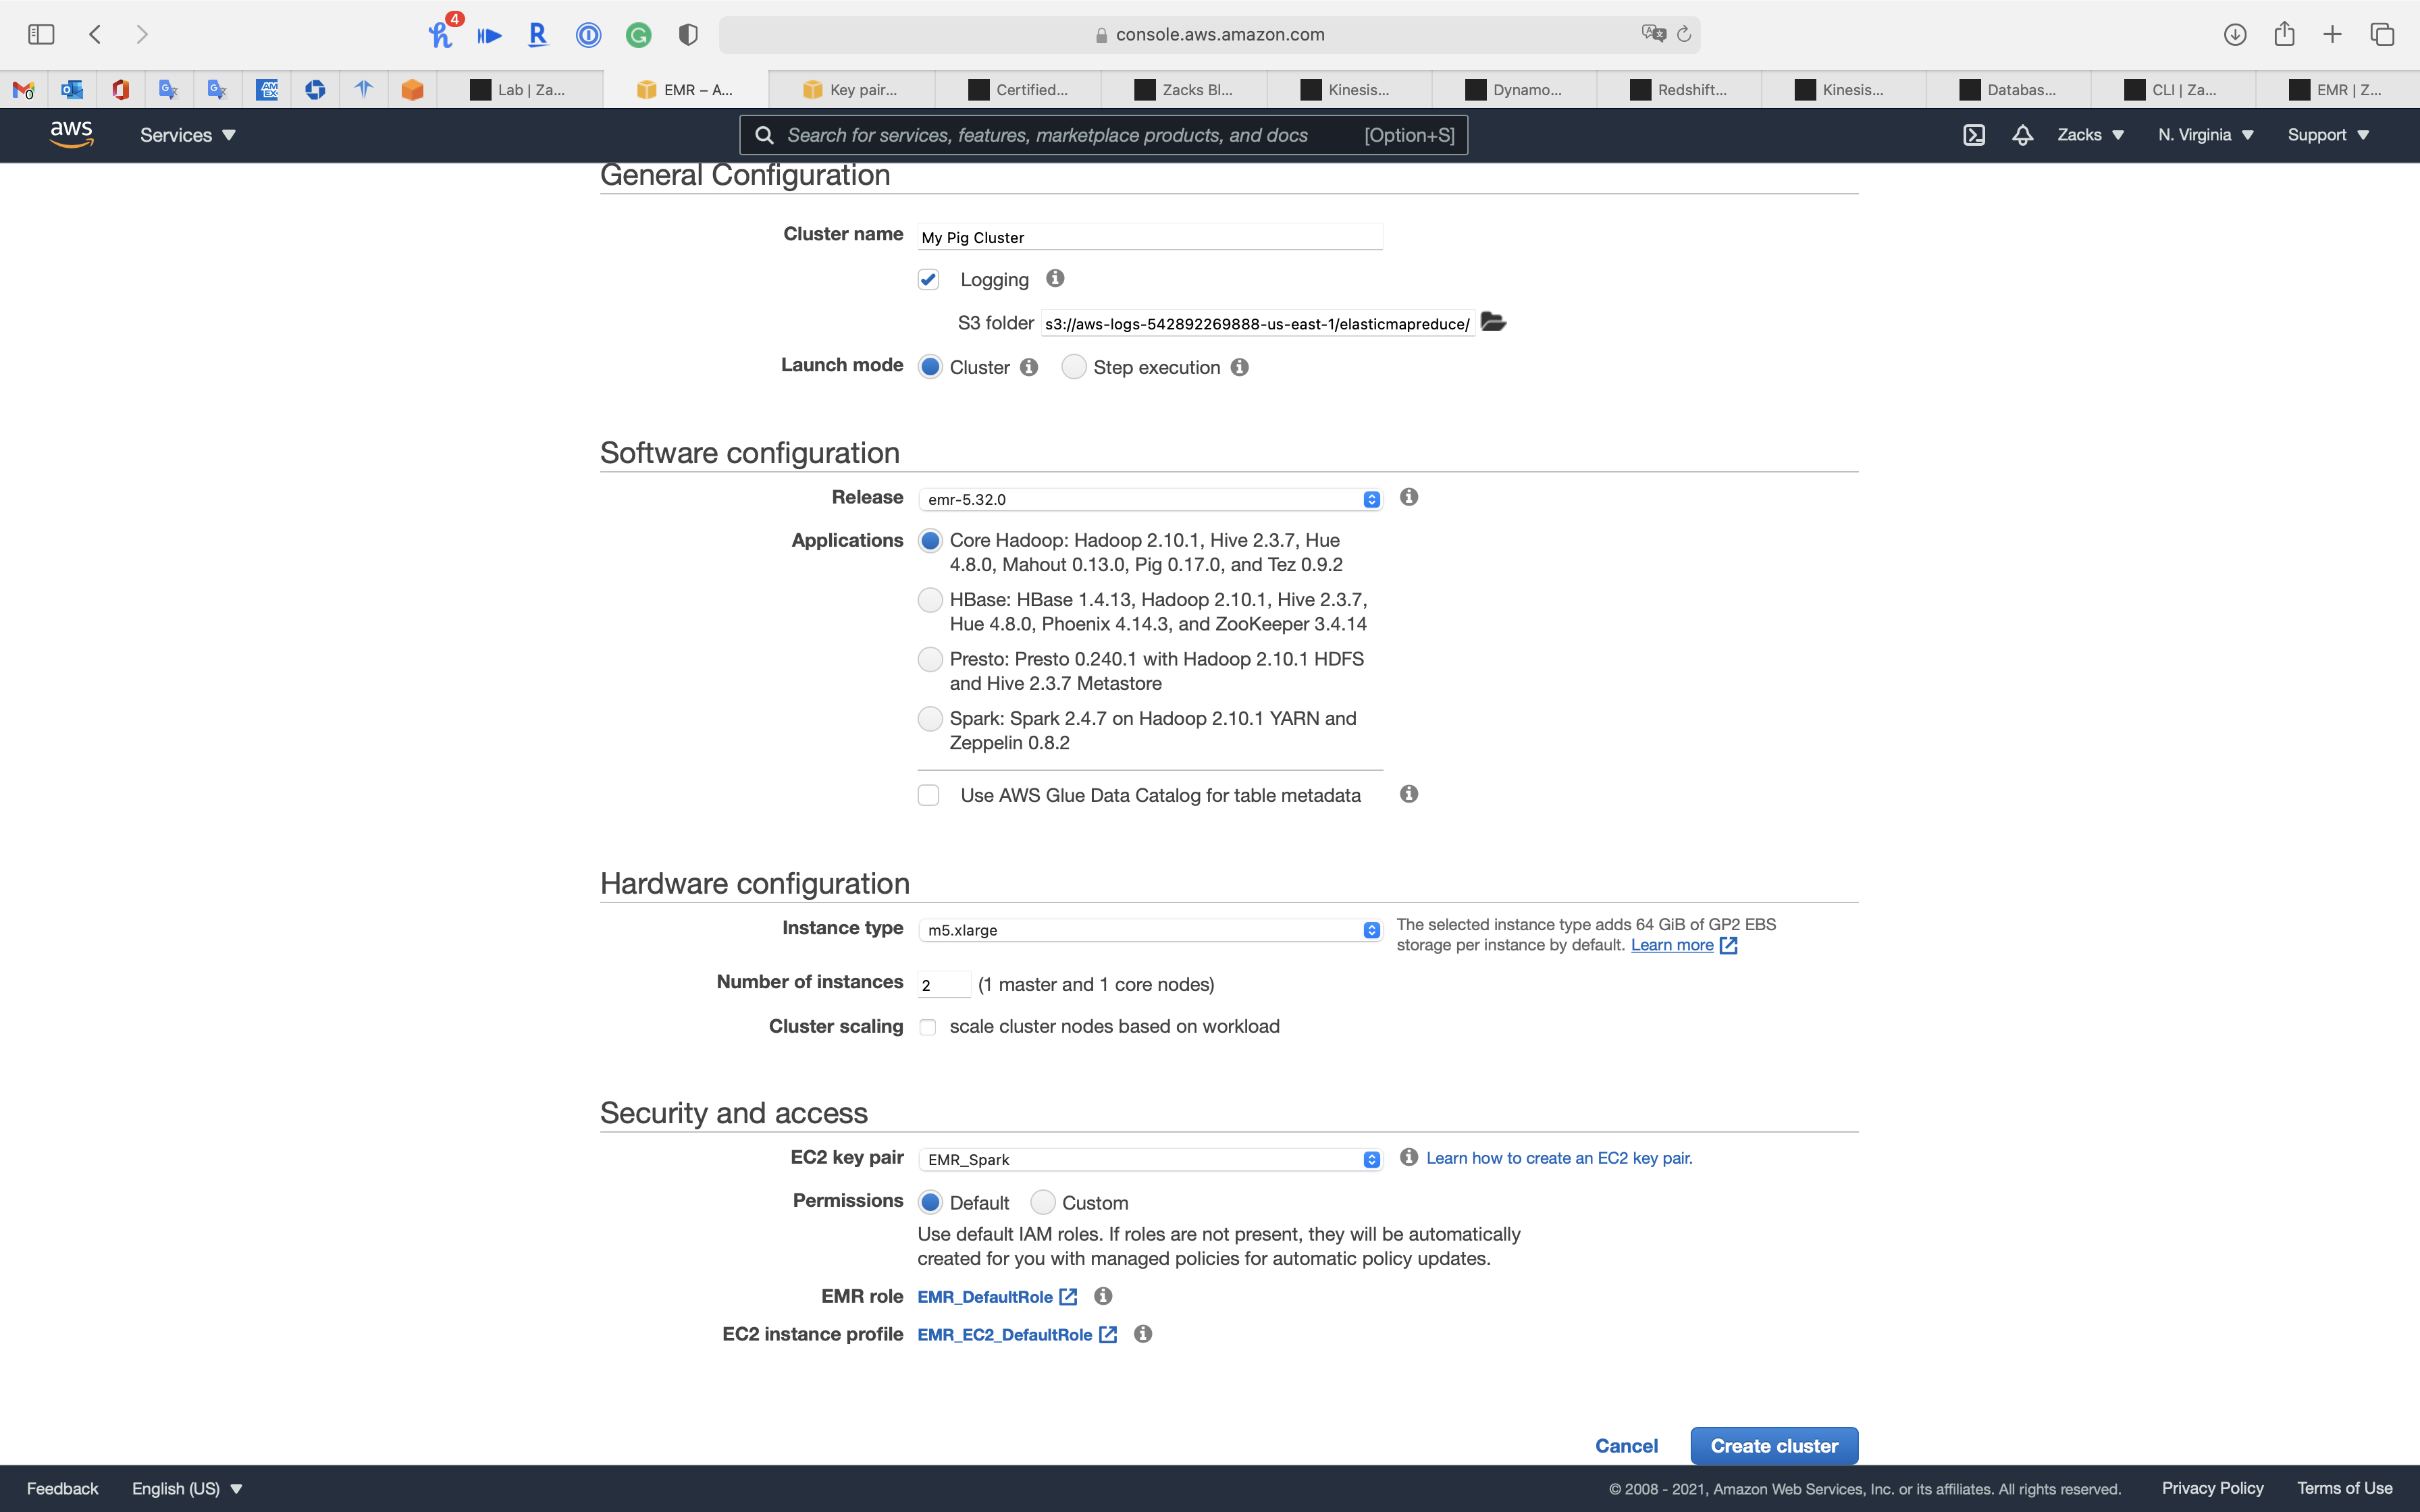 4
console.aws.amazon.com
Lab | Za...
EMR – A...
Key pair...
Certified...
Zacks Bl...
Kinesis...
Dynamo...
Redshift...
Kinesis...
Databas...
CLI | Za...
EMR | Z...
aws
Services
Search for services, features, marketplace products, and docs [Option+S]
Zacks
N. Virginia
Support
General Configuration
Cluster name My Pig Cluster
Logging
S3 folder s3://aws-logs-542892269888-us-east-1/elasticmapreduce/
Launch mode Cluster Step execution
Software configuration
Release emr-5.32.0
Applications Core Hadoop: Hadoop 2.10.1, Hive 2.3.7, Hue
4.8.0, Mahout 0.13.0, Pig 0.17.0, and Tez 0.9.2
HBase: HBase 1.4.13, Hadoop 2.10.1, Hive 2.3.7,
Hue 4.8.0, Phoenix 4.14.3, and ZooKeeper 3.4.14
Presto: Presto 0.240.1 with Hadoop 2.10.1 HDFS
and Hive 2.3.7 Metastore
Spark: Spark 2.4.7 on Hadoop 2.10.1 YARN and
Zeppelin 0.8.2
Use AWS Glue Data Catalog for table metadata
Hardware configuration
Instance type m5.xlarge The selected instance type adds 64 GiB of GP2 EBS
storage per instance by default. Learn more
Number of instances 2 (1 master and 1 core nodes)
Cluster scaling scale cluster nodes based on workload
Security and access
EC2 key pair EMR_Spark Learn how to create an EC2 key pair.
Permissions Default Custom
Use default IAM roles. If roles are not present, they will be automatically
created for you with managed policies for automatic policy updates.
EMR role EMR_DefaultRole
EC2 instance profile EMR_EC2_DefaultRole
Cancel Create cluster
Feedback English (US) © 2008 - 2021, Amazon Web Services, Inc. or its affiliates. All rights reserved. Privacy Policy Terms of Use